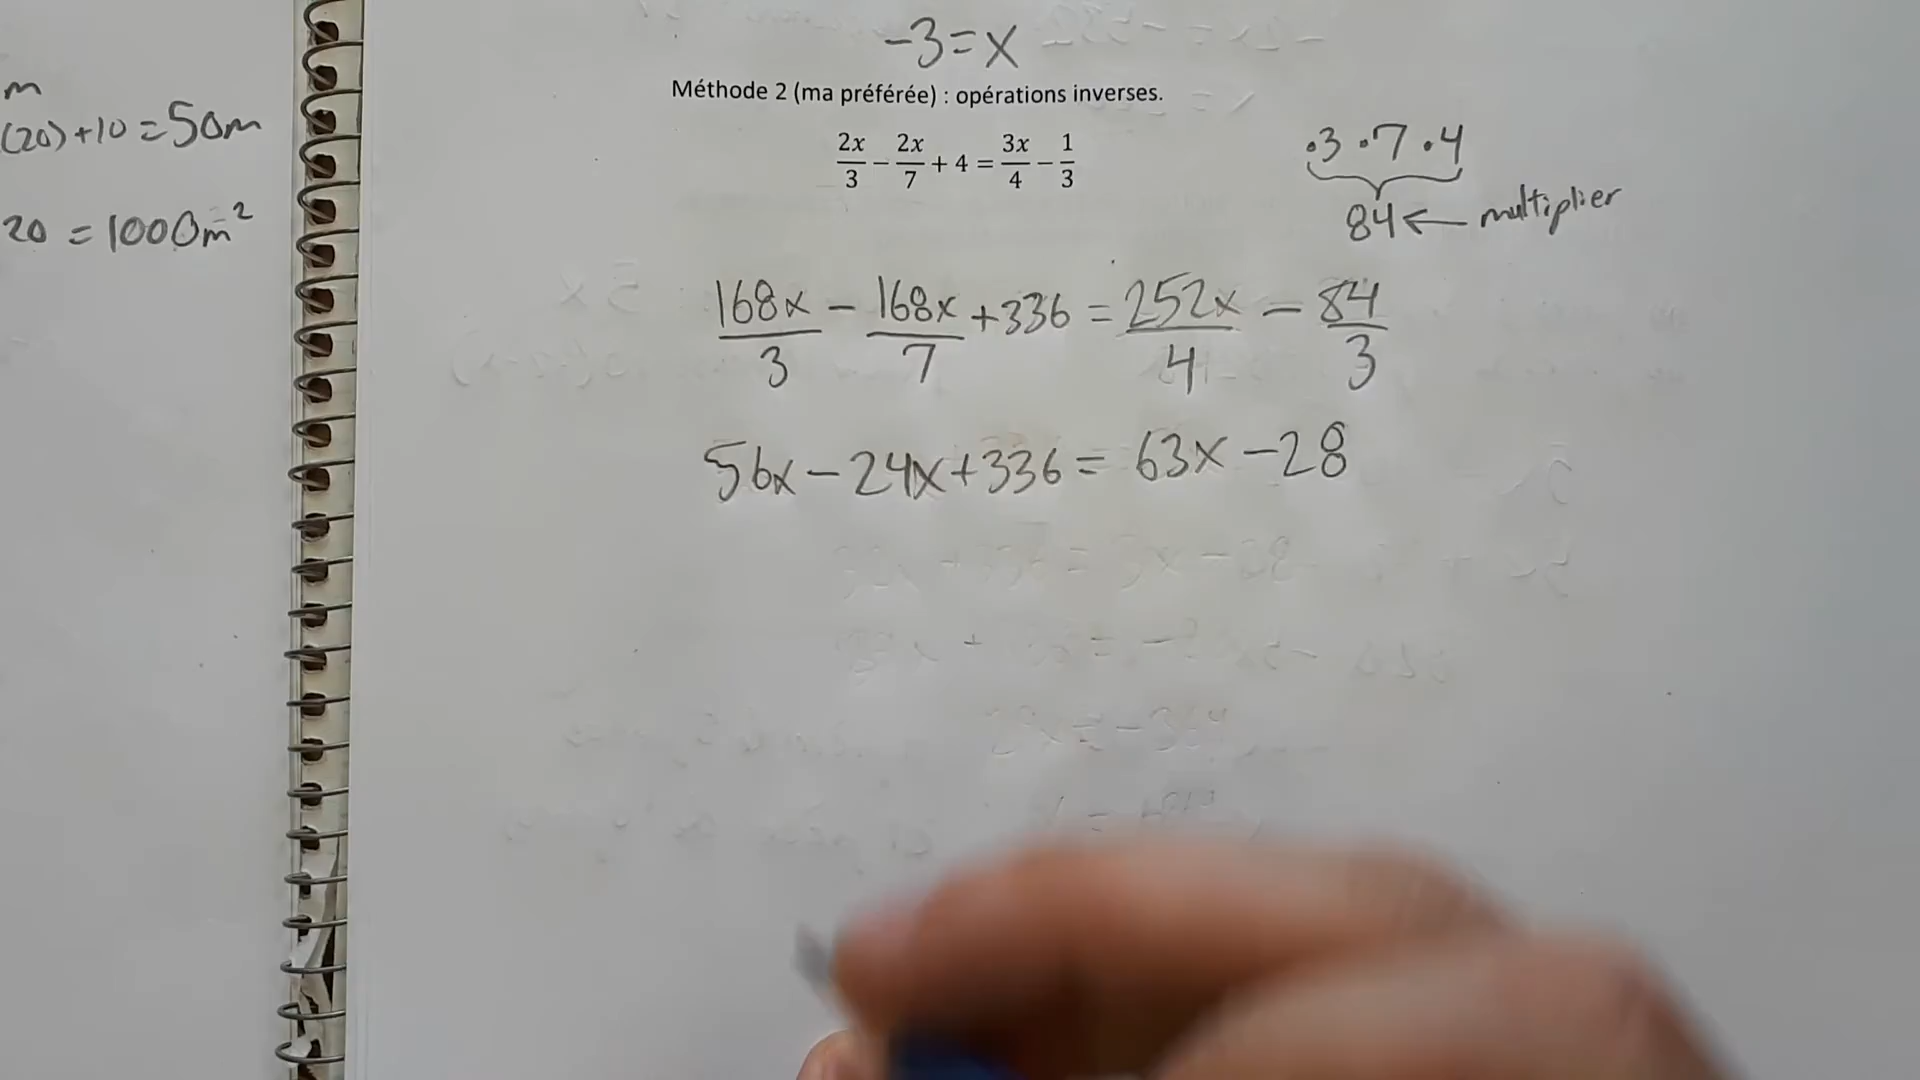 -3=x
Méthode 2 (ma préférée) : opérations inverses.
m
(20)+10=50m
20 = 1000m²
2x/3 - 2x/7 + 4 = 3x/4 - 1/3
·3 ·7 ·4
84 ← multiplier
168x/3 - 168x/7 +336 = 252x/4 - 84/3
56x-24x+336= 63x-28